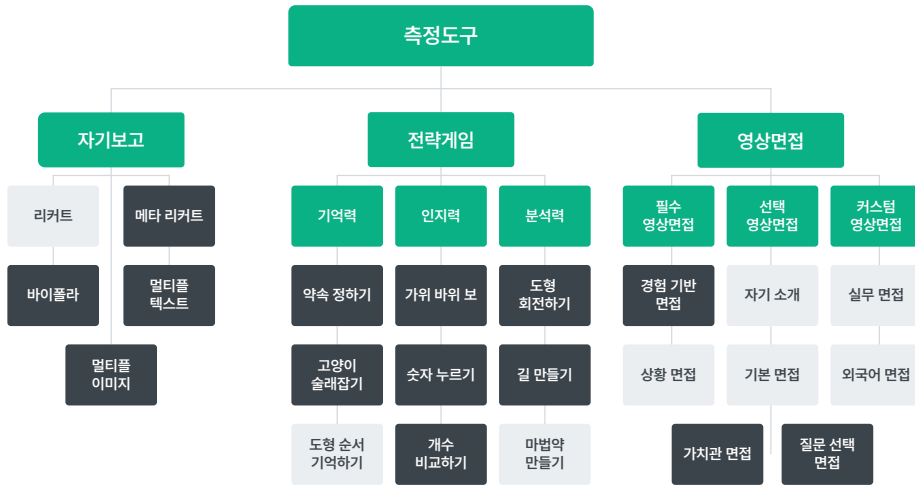 측정도구
자기보고
전략게임
영상면접
리커트
메타 리커트
바이폴라
멀티플
텍스트
멀티플
이미지
기억력
인지력
분석력
약속 정하기
가위 바위 보
도형
회전하기
고양이
술래잡기
숫자 누르기
길 만들기
도형 순서
기억하기
개수
비교하기
마법약
만들기
필수
영상면접
선택
영상면접
커스텀
영상면접
경험 기반
면접
자기 소개
실무 면접
상황 면접
기본 면접
외국어 면접
가치관 면접
질문 선택
면접